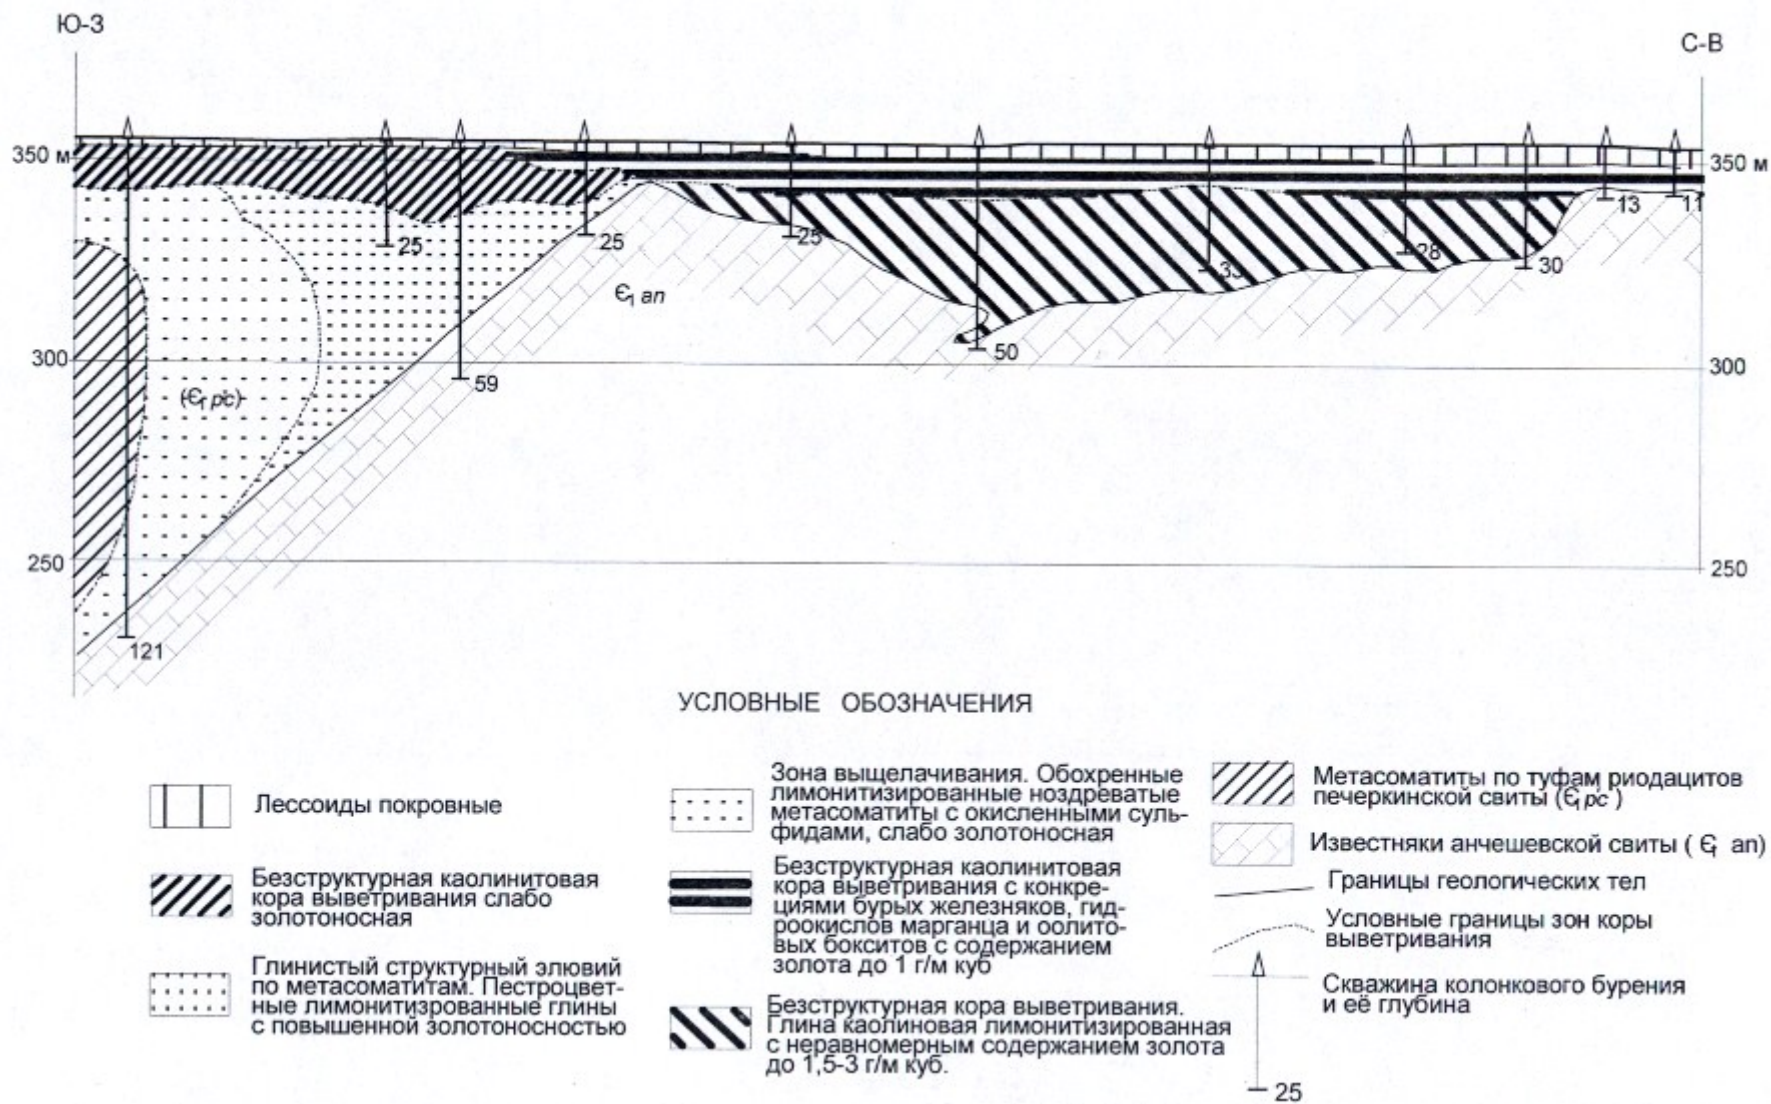 Ю-З
С-В
350 м
350 м
25
25
25
33
28
30
13
11
Є₁ an
50
300
300
59
(Є₁ pč)
250
250
121
УСЛОВНЫЕ ОБОЗНАЧЕНИЯ
Лессоиды покровные
Безструктурная каолинитовая
кора выветривания слабо
золотоносная
Глинистый структурный элювий
по метасоматитам. Пестроцвет-
ные лимонитизрованные глины
с повышенной золотоносностью
Зона выщелачивания. Обохренные
лимонитизированные ноздреватые
метасоматиты с окисленными суль-
фидами, слабо золотоносная
Безструктурная каолинитовая
кора выветривания с конкре-
циями бурых железняков, гид-
роокислов марганца и оолито-
вых бокситов с содержанием
золота до 1 г/м куб
Безструктурная кора выветривания.
Глина каолиновая лимонитизированная
с неравномерным содержанием золота
до 1,5-3 г/м куб.
Метасоматиты по туфам риодацитов
печеркинской свиты (Є₁ pč )
Известняки анчешевской свиты ( Є₁ an)
Границы геологических тел
Условные границы зон коры
выветривания
Скважина колонкового бурения
и её глубина
25